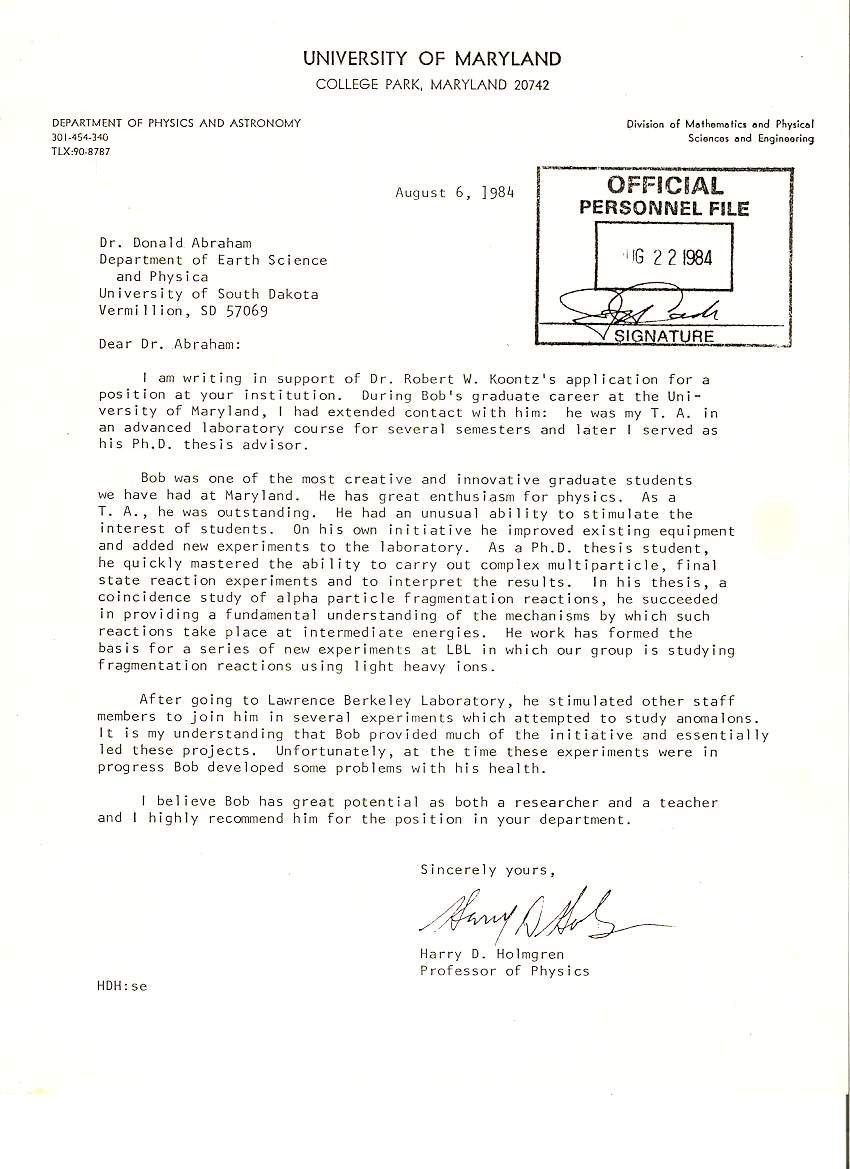 UNIVERSITY OF MARYLAND
COLLEGE PARK, MARYLAND 20742
DEPARTMENT OF PHYSICS AND ASTRONOMY
301-454-340
TLX:90-8787
Division of Mathematics and Physical
Sciences and Engineering
August 6, 1984
OFFICIAL
PERSONNEL FILE
22 1984
SIGNATURE
Dr. Donald Abraham
Department of Earth Science
and Physica
University of South Dakota
Vermillion, SD 57069
Dear Dr. Abraham:
I am writing in support of Dr. Robert W. Koontz's application for a
position at your institution. During Bob's graduate career at the Uni-
versity of Maryland, I had extended contact with him: he was my T. A. in
an advanced laboratory course for several semesters and later I served as
his Ph.D. thesis advisor.
Bob was one of the most creative and innovative graduate students
we have had at Maryland. He has great enthusiasm for physics. As a
T. A., he was outstanding. He had an unusual ability to stimulate the
interest of students. On his own initiative he improved existing equipment
and added new experiments to the laboratory. As a Ph.D. thesis student,
he quickly mastered the ability to carry out complex multiparticle, final
state reaction experiments and to interpret the results. In his thesis, a
coincidence study of alpha particle fragmentation reactions, he succeeded
in providing a fundamental understanding of the mechanisms by which such
reactions take place at intermediate energies. He work has formed the
basis for a series of new experiments at LBL in which our group is studying
fragmentation reactions using light heavy ions.
After going to Lawrence Berkeley Laboratory, he stimulated other staff
members to join him in several experiments which attempted to study anomalons.
It is my understanding that Bob provided much of the initiative and essentially
led these projects. Unfortunately, at the time these experiments were in
progress Bob developed some problems with his health.
I believe Bob has great potential as both a researcher and a teacher
and I highly recommend him for the position in your department.
Sincerely yours,
Harry D. Holmgren
Professor of Physics
HDH:se